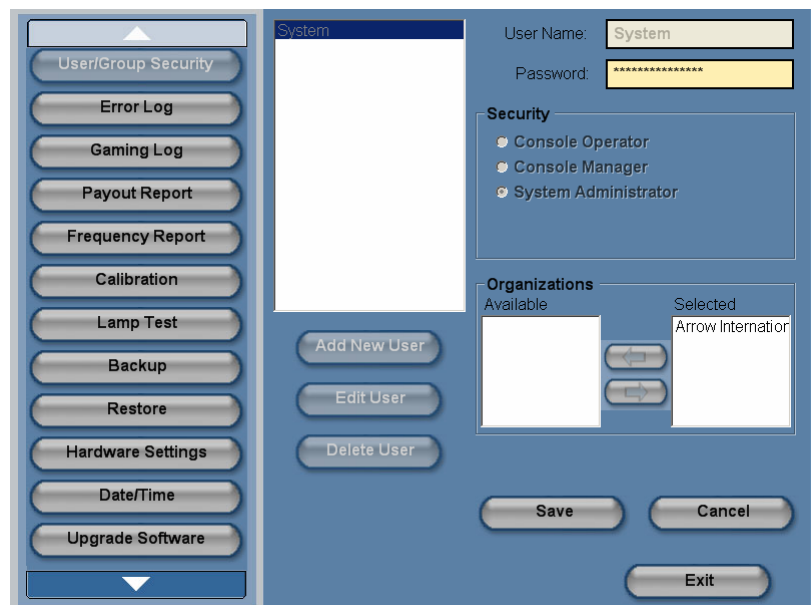 User/Group Security
Error Log
Gaming Log
Payout Report
Frequency Report
Calibration
Lamp Test
Backup
Restore
Hardware Settings
Date/Time
Upgrade Software
System
Add New User
Edit User
Delete User
User Name: System
Password: ***************
Security
Console Operator
Console Manager
System Administrator
Organizations
Available Selected
Arrow Internation
Save Cancel
Exit